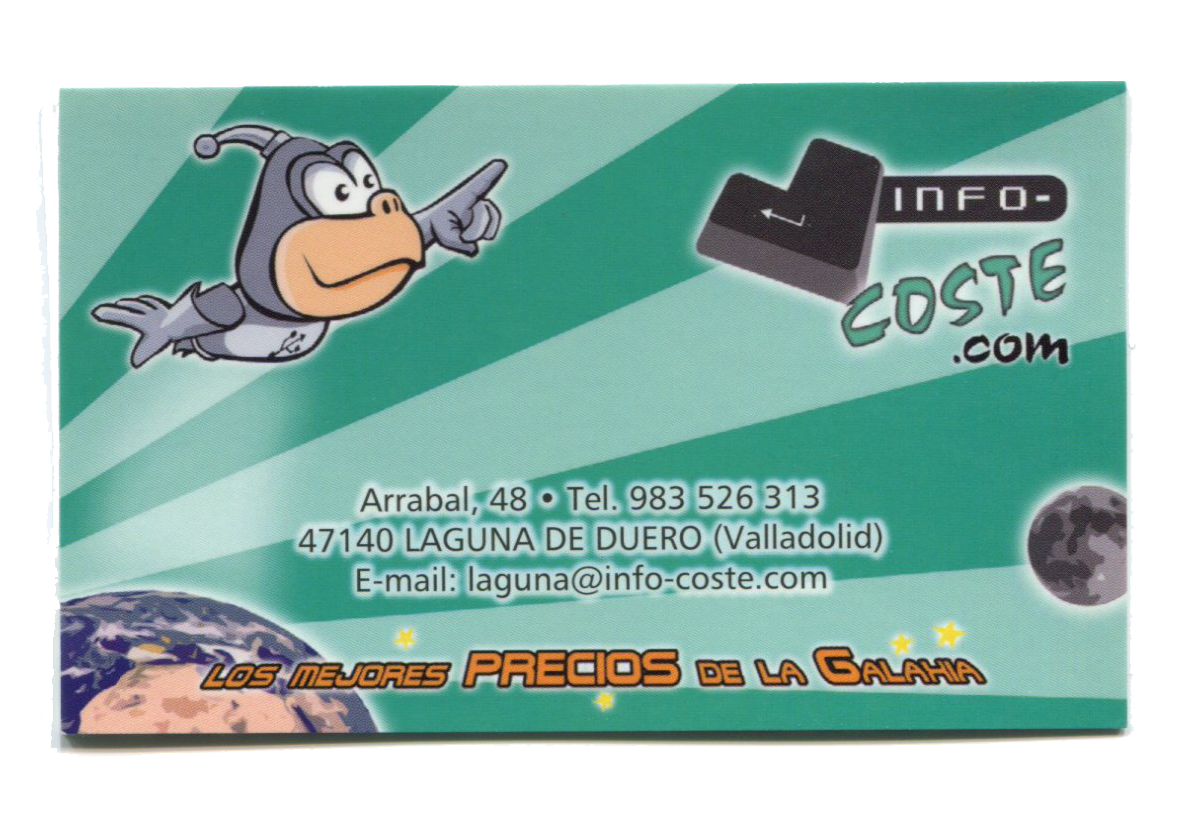 INFO-
COSTE
.com
Arrabal, 48 • Tel. 983 526 313
47140 LAGUNA DE DUERO (Valladolid)
E-mail: laguna@info-coste.com
LOS MEJORES PRECIOS DE LA GALAXIA